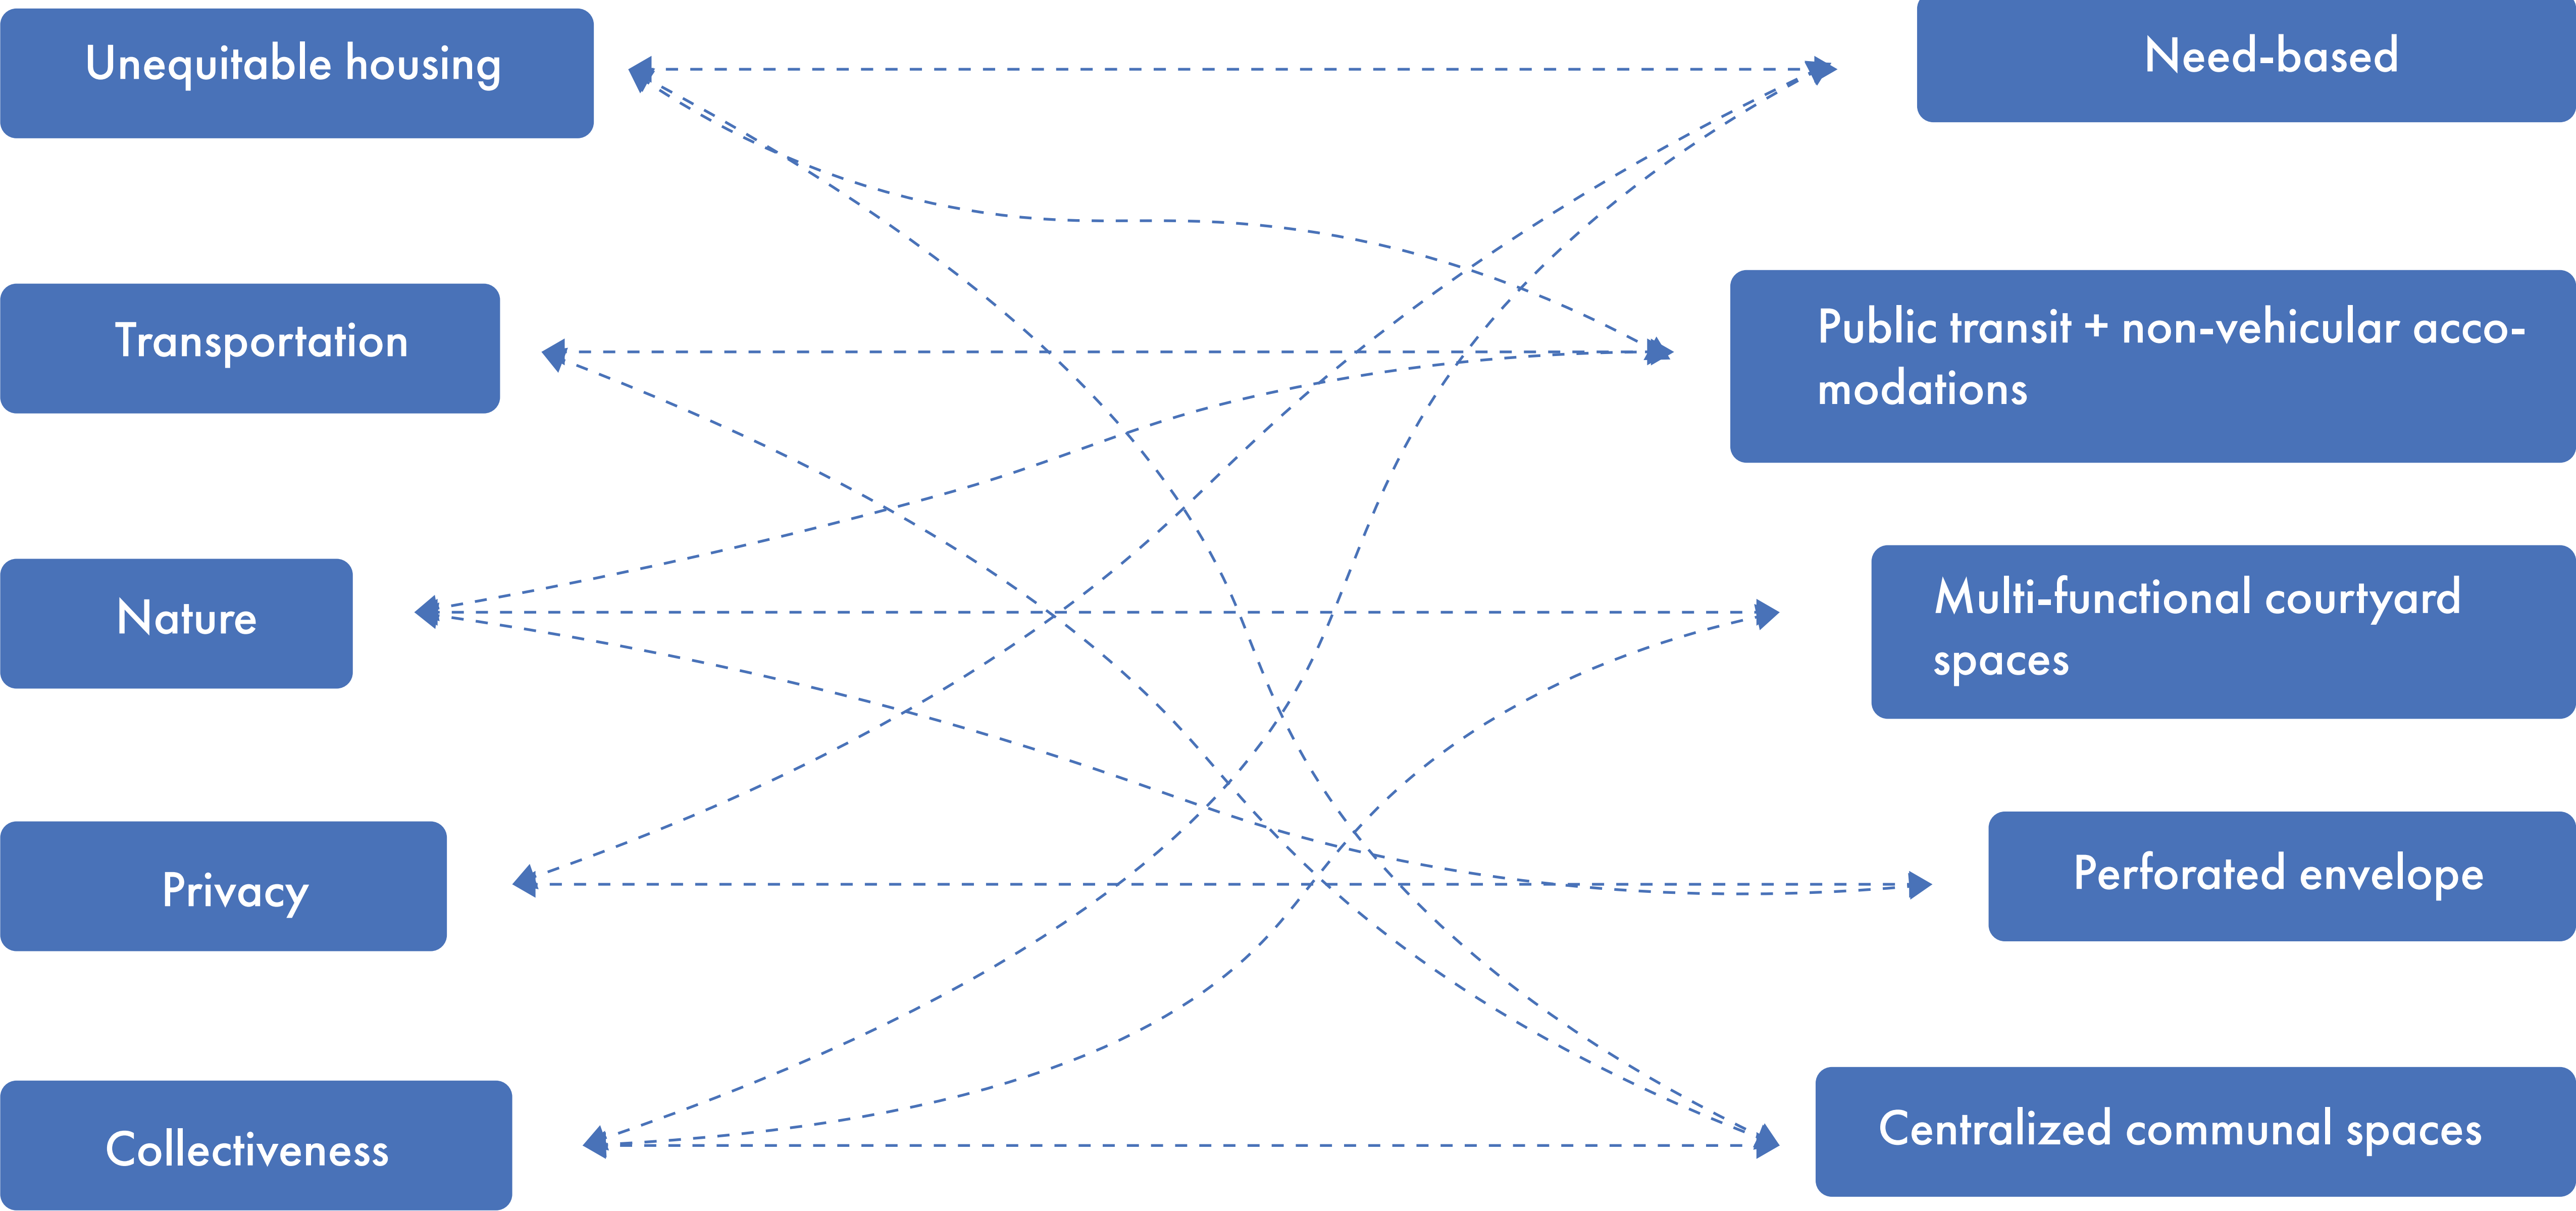 Unequitable housing
Need-based
Transportation
Public transit + non-vehicular acco-
modations
Nature
Multi-functional courtyard
spaces
Privacy
Perforated envelope
Collectiveness
Centralized communal spaces